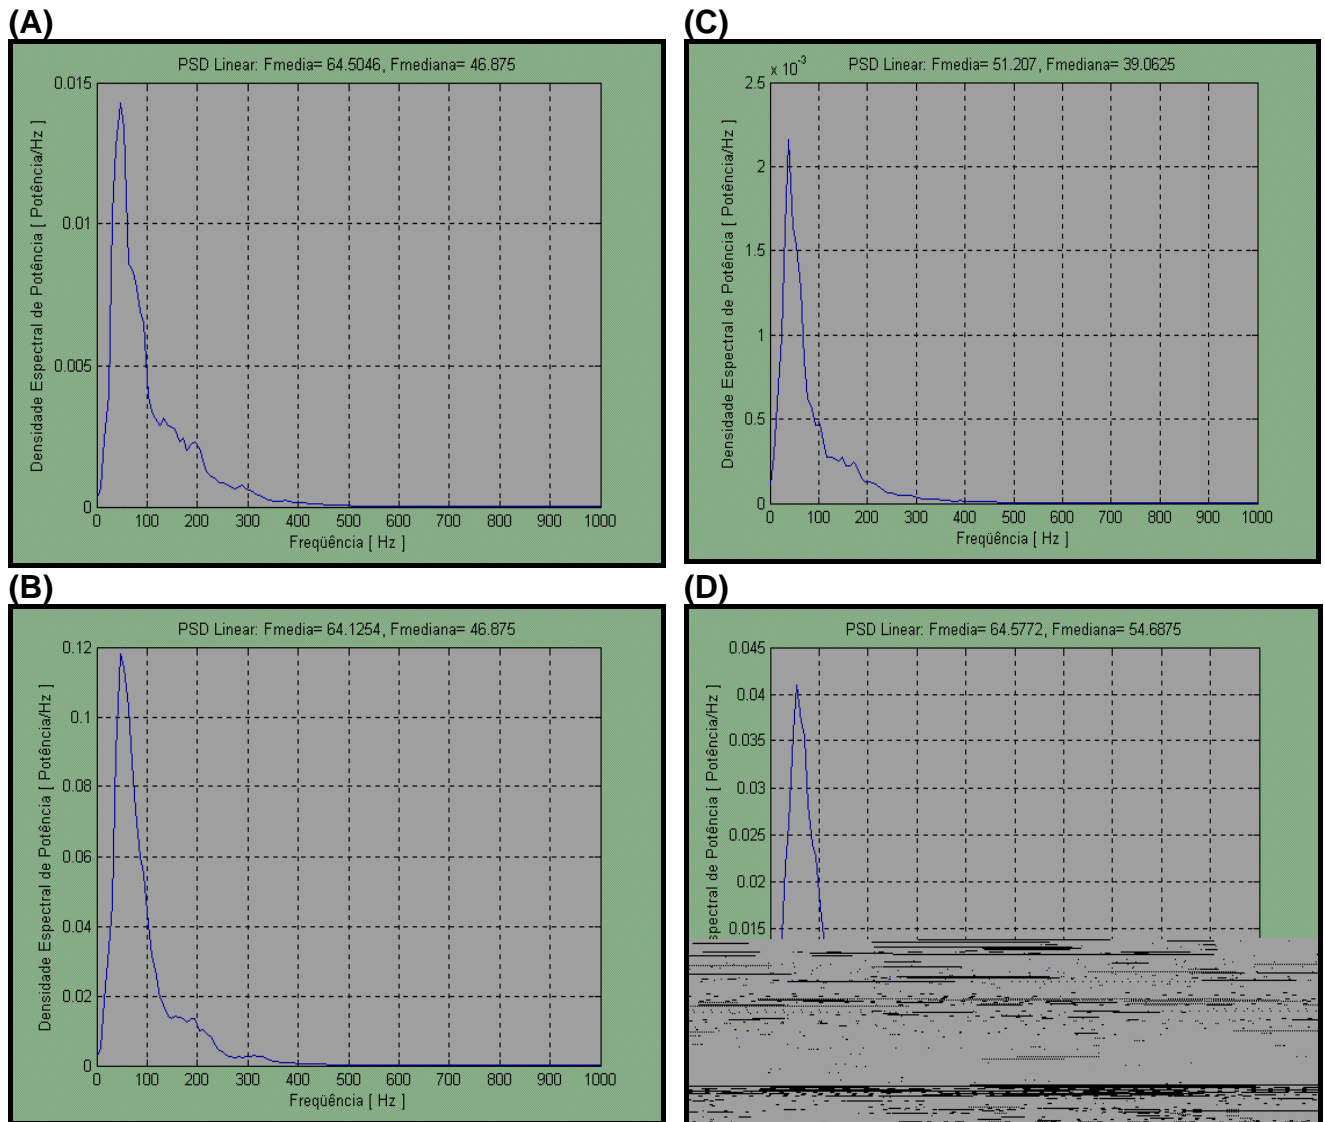 (A)
PSD Linear: Fmedia= 64.5046, Fmediana= 46.875
Densidade Espectral de Potência [ Potência/Hz ]
0.015
0.01
0.005
0
0 100 200 300 400 500 600 700 800 900 1000
Freqüência [ Hz ]
(C)
PSD Linear: Fmedia= 51.207, Fmediana= 39.0625
x 10-3
Densidade Espectral de Potência [ Potência/Hz ]
2.5
2
1.5
1
0.5
0
0 100 200 300 400 500 600 700 800 900 1000
Freqüência [ Hz ]
(B)
PSD Linear: Fmedia= 64.1254, Fmediana= 46.875
Densidade Espectral de Potência [ Potência/Hz ]
0.12
0.1
0.08
0.06
0.04
0.02
0
0 100 200 300 400 500 600 700 800 900 1000
Freqüência [ Hz ]
(D)
PSD Linear: Fmedia= 64.5772, Fmediana= 54.6875
spectral de Potência [ Potência/Hz ]
0.045
0.04
0.035
0.03
0.025
0.02
0.015